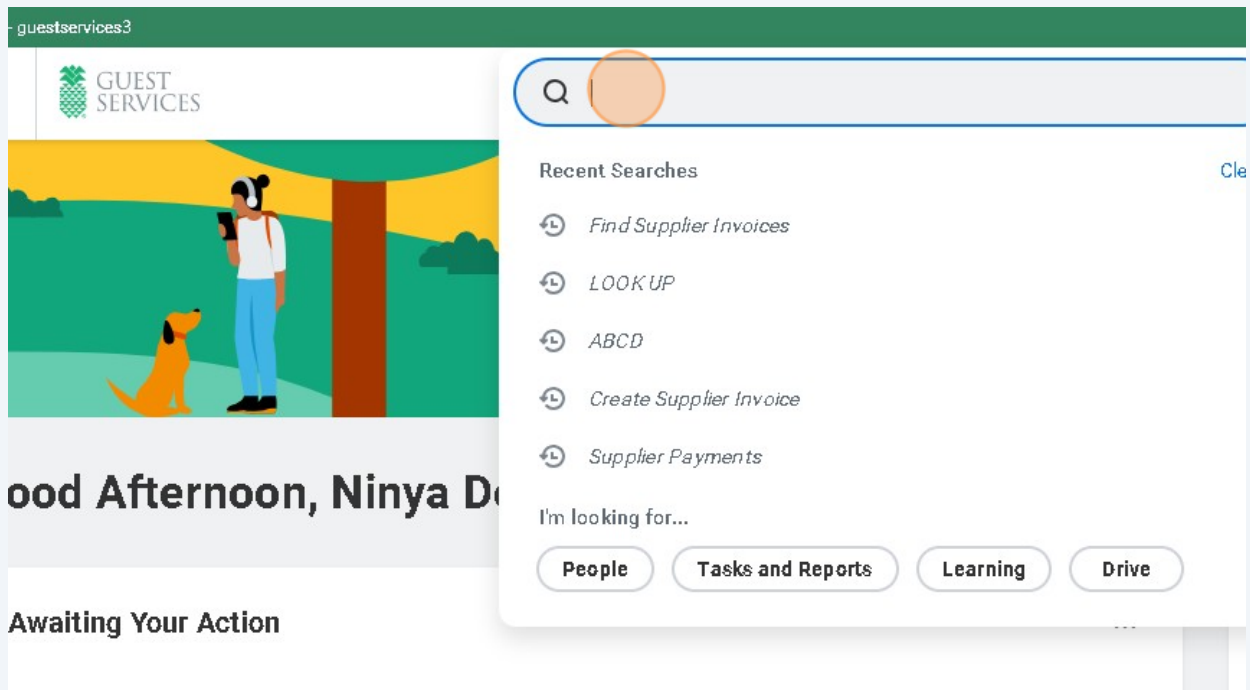 - guestservices3
GUEST
SERVICES
Recent Searches
Cle
Find Supplier Invoices
LOOK UP
ABCD
Create Supplier Invoice
Supplier Payments
ood Afternoon, Ninya D
I'm looking for...
People Tasks and Reports Learning Drive
Awaiting Your Action